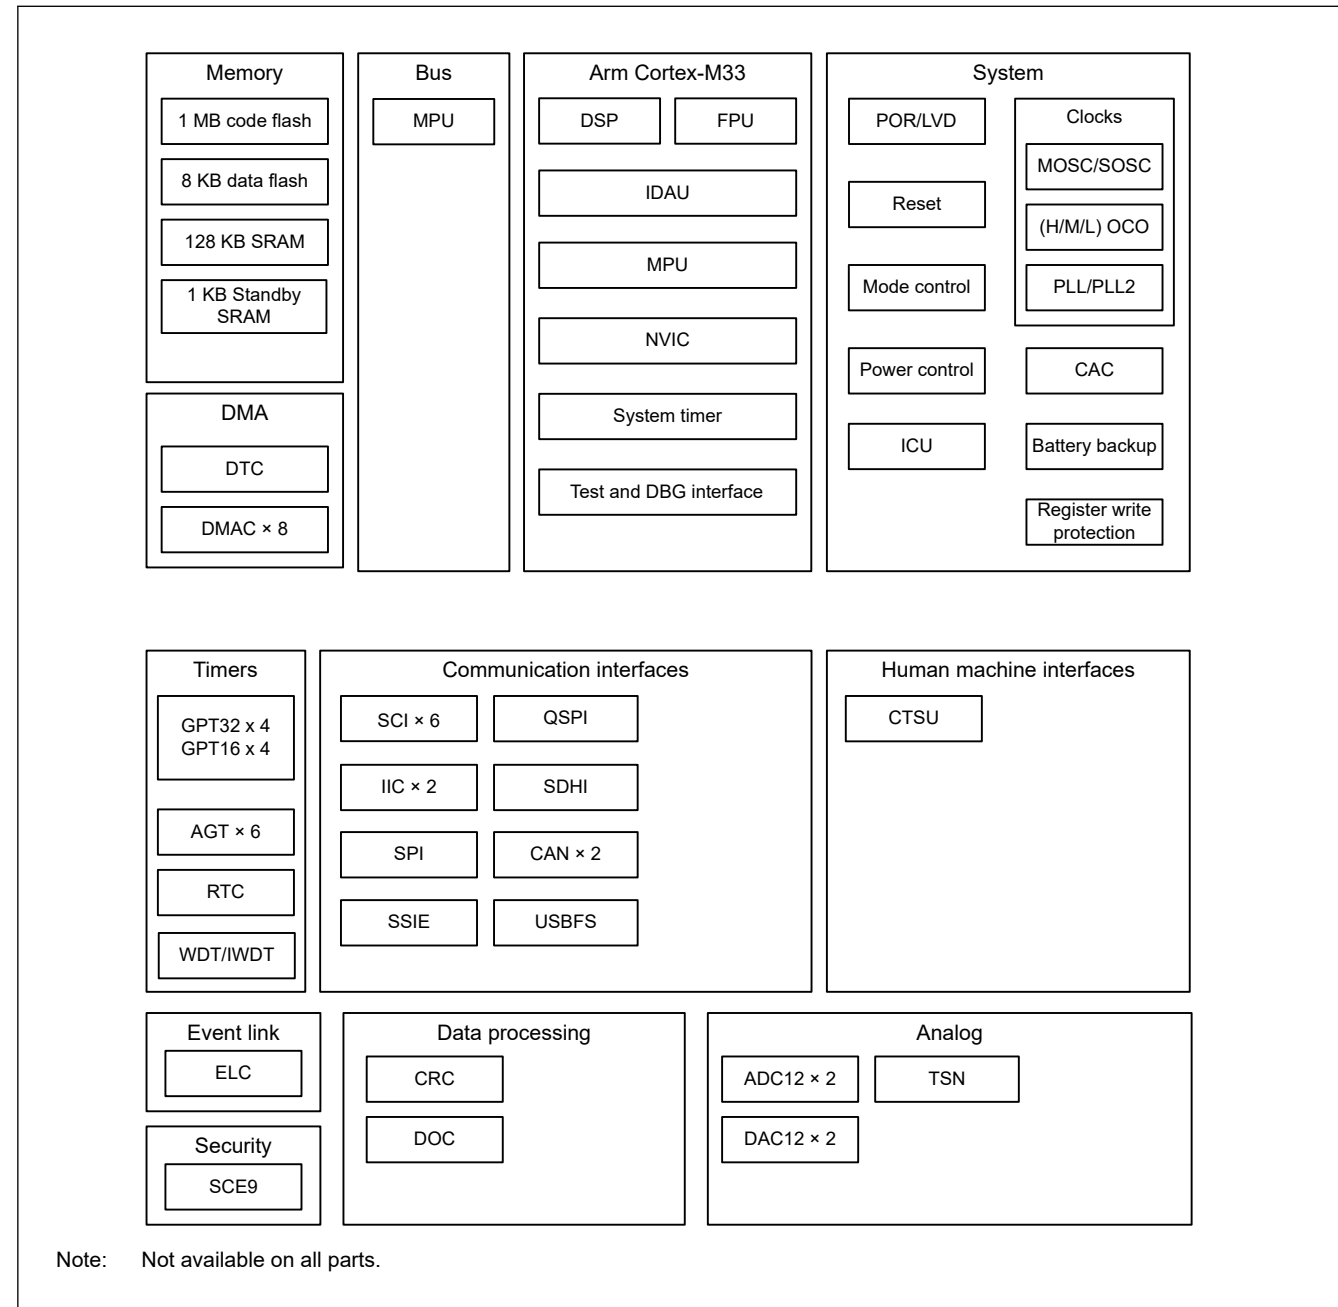 Memory
1 MB code flash
8 KB data flash
128 KB SRAM
1 KB Standby
SRAM
DMA
DTC
DMAC × 8
Bus
MPU
Arm Cortex-M33
DSP
FPU
IDAU
MPU
NVIC
System timer
Test and DBG interface
System
POR/LVD
Reset
Mode control
Power control
ICU
Clocks
MOSC/SOSC
(H/M/L) OCO
PLL/PLL2
CAC
Battery backup
Register write
protection
Timers
GPT32 x 4
GPT16 x 4
AGT × 6
RTC
WDT/IWDT
Communication interfaces
SCI × 6
QSPI
IIC × 2
SDHI
SPI
CAN × 2
SSIE
USBFS
Human machine interfaces
CTSU
Event link
ELC
Security
SCE9
Data processing
CRC
DOC
Analog
ADC12 × 2
TSN
DAC12 × 2
Note: Not available on all parts.